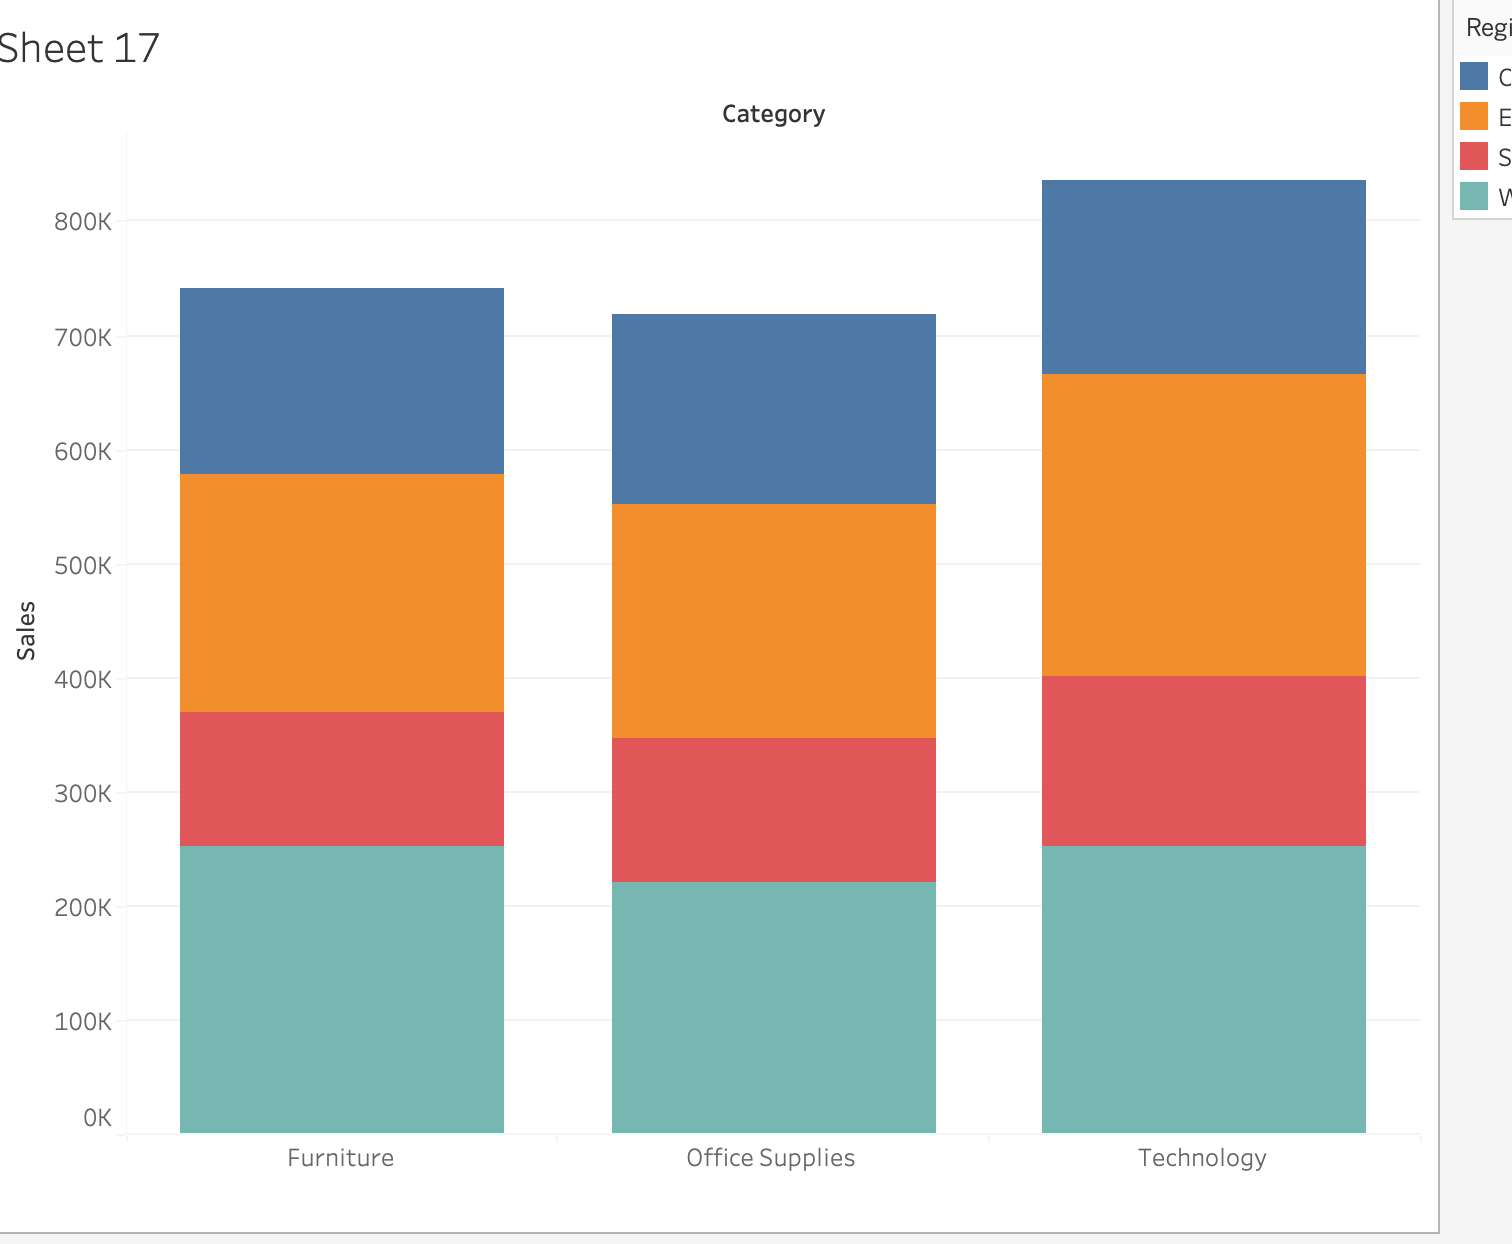 Sheet 17
Category
Sales
800K
700K
600K
500K
400K
300K
200K
100K
0K
Furniture
Office Supplies
Technology
Regi
C
E
S
W